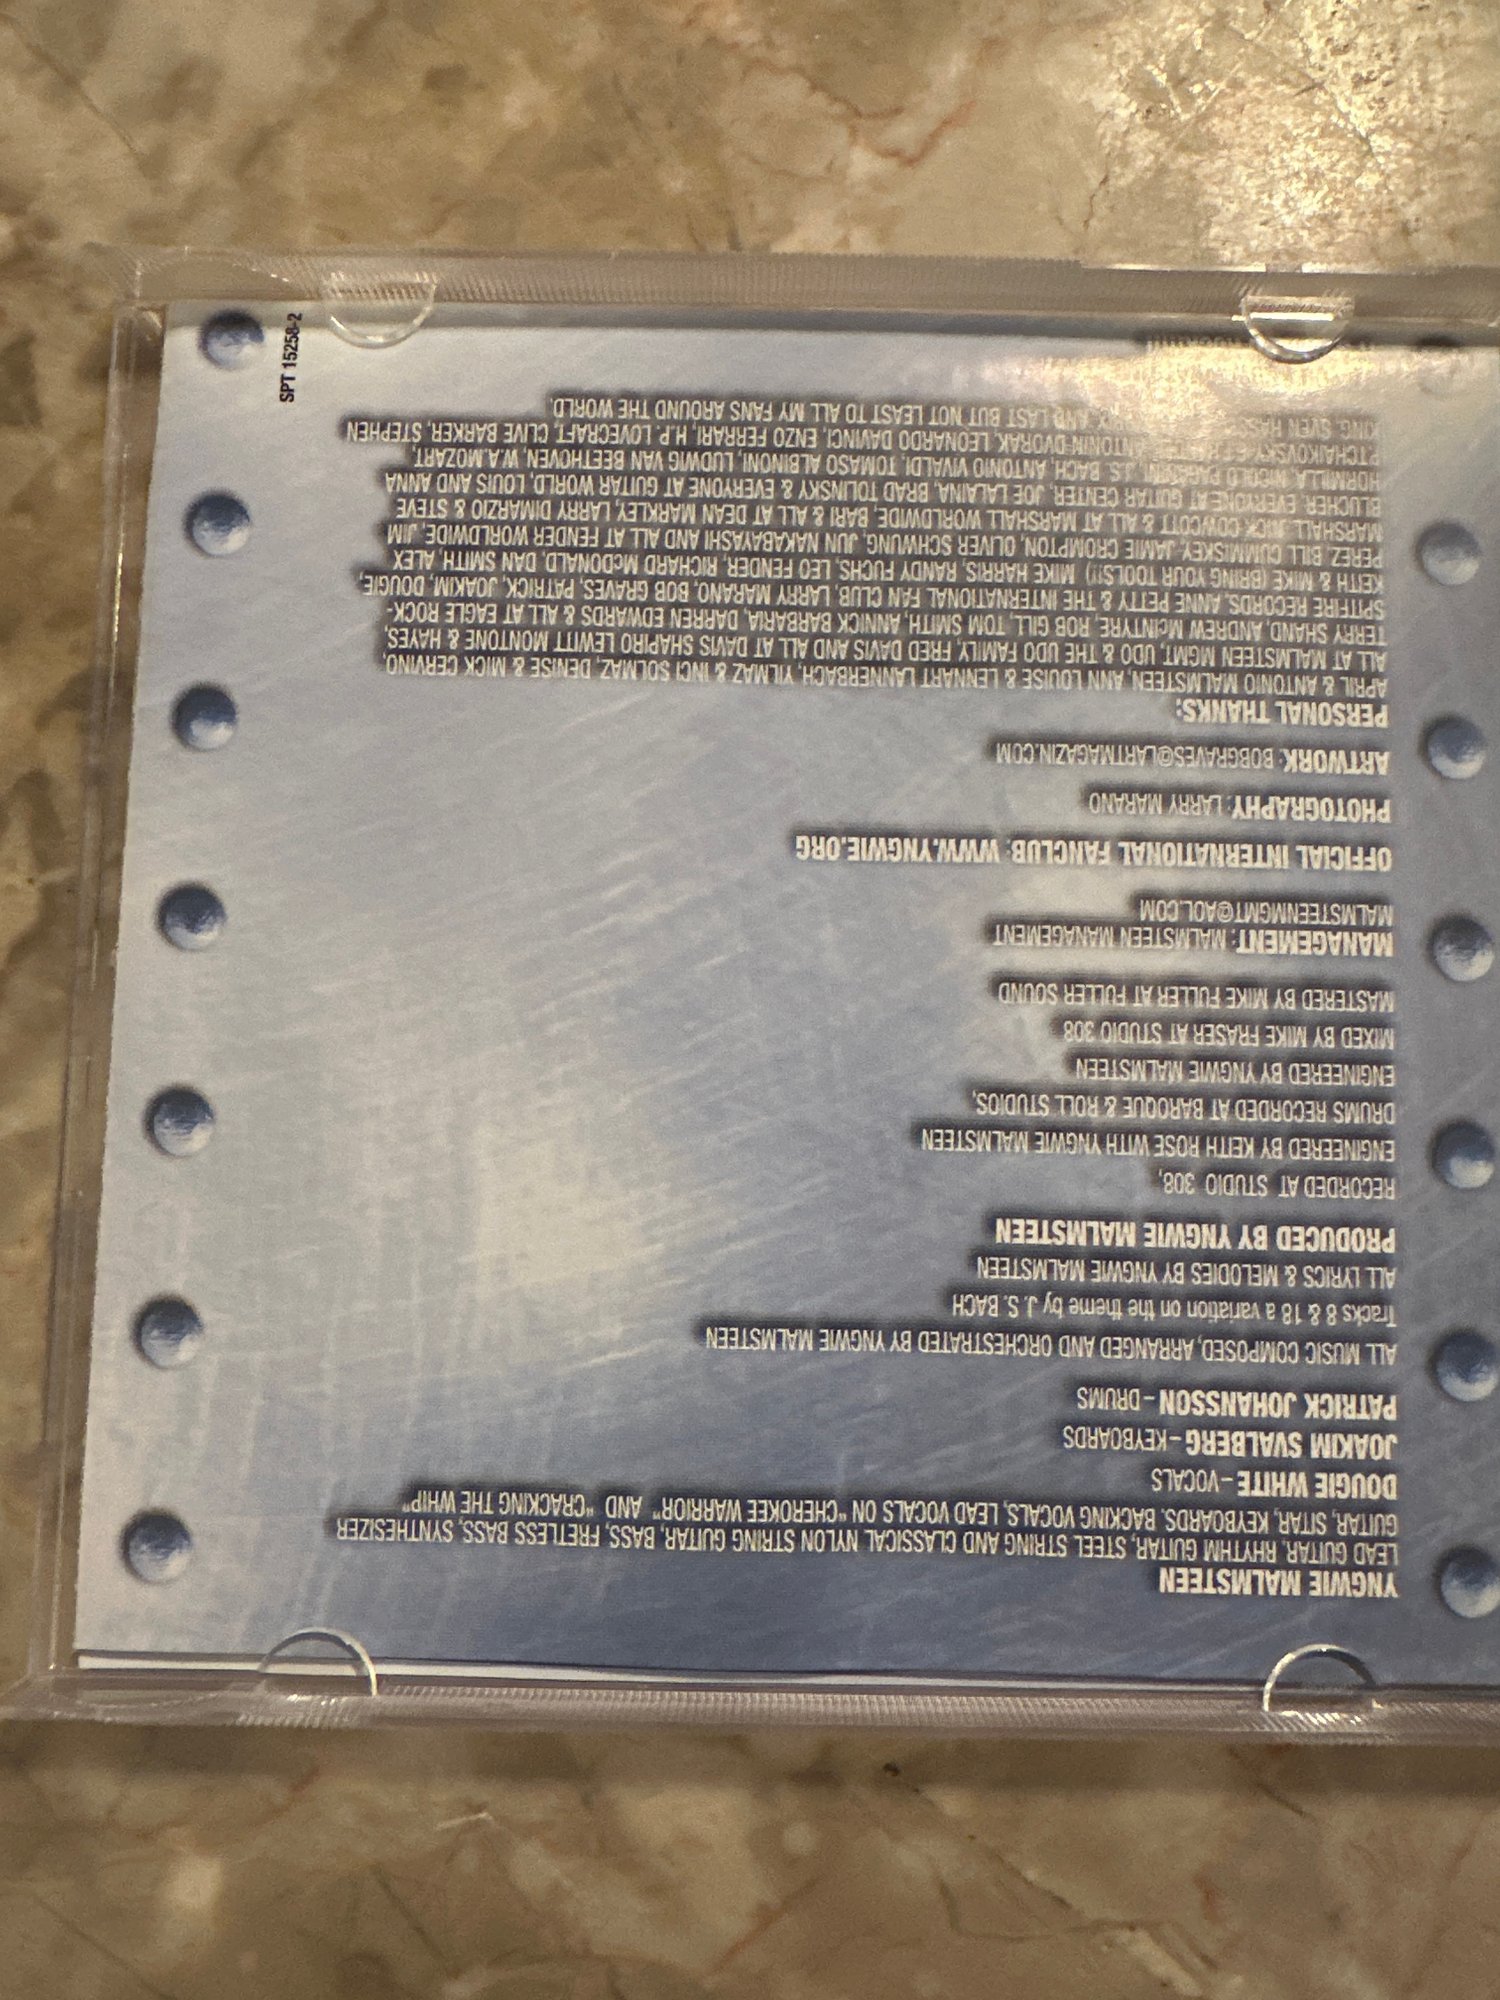 YNGWIE MALMSTEEN
LEAD GUITAR, RHYTHM GUITAR, STEEL STRING AND CLASSICAL NYLON STRING GUITAR, BASS, FRETLESS BASS, SYNTHESIZER
GUITAR, SITAR, KEYBOARDS. BACKING VOCALS, LEAD VOCALS ON "CHEROKEE WARRIOR" AND "CRACKING THE WHIP"
DOUGIE WHITE – VOCALS
JOAKIM SVALBERG – KEYBOARDS
PATRICK JOHANSSON – DRUMS
ALL MUSIC COMPOSED, ARRANGED AND ORCHESTRATED BY YNGWIE MALMSTEEN
Tracks 8 & 18 a variation on the theme by J. S. BACH
ALL LYRICS & MELODIES BY YNGWIE MALMSTEEN
PRODUCED BY YNGWIE MALMSTEEN
RECORDED AT STUDIO 308,
ENGINEERED BY KEITH ROSE WITH YNGWIE MALMSTEEN
DRUMS RECORDED AT BAROQUE & ROLL STUDIOS,
ENGINEERED BY YNGWIE MALMSTEEN
MIXED BY MIKE FRASER AT STUDIO 308
MASTERED BY MIKE FULLER AT FULLER SOUND
MANAGEMENT: MALMSTEEN MANAGEMENT
MALMSTEENMGMT@AOL.COM
OFFICIAL INTERNATIONAL FANCLUB: WWW.YNGWIE.ORG
PHOTOGRAPHY: LARRY MARANO
ARTWORK: BOBGRAVES@LARTMAGAZIN.COM
PERSONAL THANKS:
APRIL & ANTONIO MALMSTEEN, ANN LOUISE & LENNART LANNERBACH, YILMAZ & INCI SOLMAZ, DENISE & MICK CERVINO,
ALL AT MALMSTEEN MGMT, UDO & THE UDO FAMILY, FRED DAVIS AND ALL AT DAVIS SHAPIRO LEWITT MONTONE & HAYES,
TERRY SHAND, ANDREW McINTYRE, ROB GILL, TOM SMITH, ANNICK BARBARIA, DARREN EDWARDS & ALL AT EAGLE ROCK-
SPITFIRE RECORDS, ANNE PETTY & THE INTERNATIONAL FAN CLUB, LARRY MARANO, BOB GRAVES, PATRICK, JOAKIM, DOUGIE,
KEITH & MIKE (BRING YOUR TOOLS!!) MIKE HARRIS, RANDY FUCHS, LEO FENDER, RICHARD McDONALD, DAN SMITH, ALEX
PEREZ BILL CUMMISKEY, JAMIE CROMPTON, OLIVER SCHWUNG, JUN NAKABAYASHI AND ALL AT FENDER WORLDWIDE, JIM
MARSHALL, NICK COWCOTT & ALL AT MARSHALL WORLDWIDE, BARI & ALL AT DEAN MARKLEY, LARRY DIMARZIO & STEVE
BLUCHER, EVERYONE AT GUITAR CENTER, JOE LALAINA, BRAD TOLINSKY & EVERYONE AT GUITAR WORLD, LOUIS AND ANNA
HORMILLA, NICOLO PAGANINI, J.S. BACH, ANTONIO VIVALDI, TOMASO ALBINONI, LUDWIG VAN BEETHOVEN, W.A.MOZART,
PTCHAIKOVSKY, ANTONIN DVORAK, LEONARDO DAVINCI, ENZO FERRARI, H.P. LOVECRAFT, CLIVE BARKER, STEPHEN
KING, SVEN AND LAST BUT NOT LEAST TO ALL MY FANS AROUND THE WORLD.
SPT 15258-2